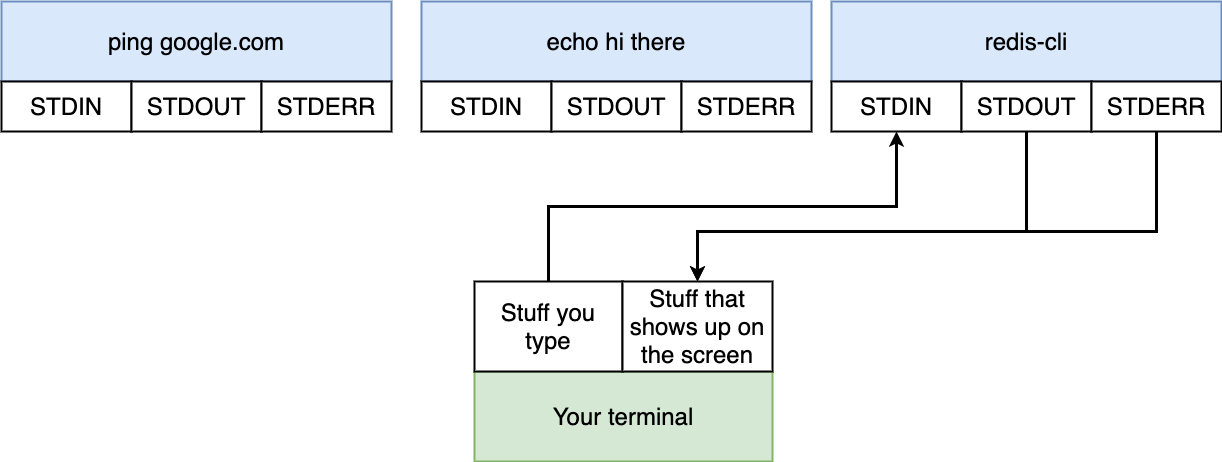 ping google.com
echo hi there
redis-cli
STDIN
STDOUT
STDERR
STDIN
STDOUT
STDERR
STDIN
STDOUT
STDERR
Stuff you
type
Stuff that
shows up on
the screen
Your terminal